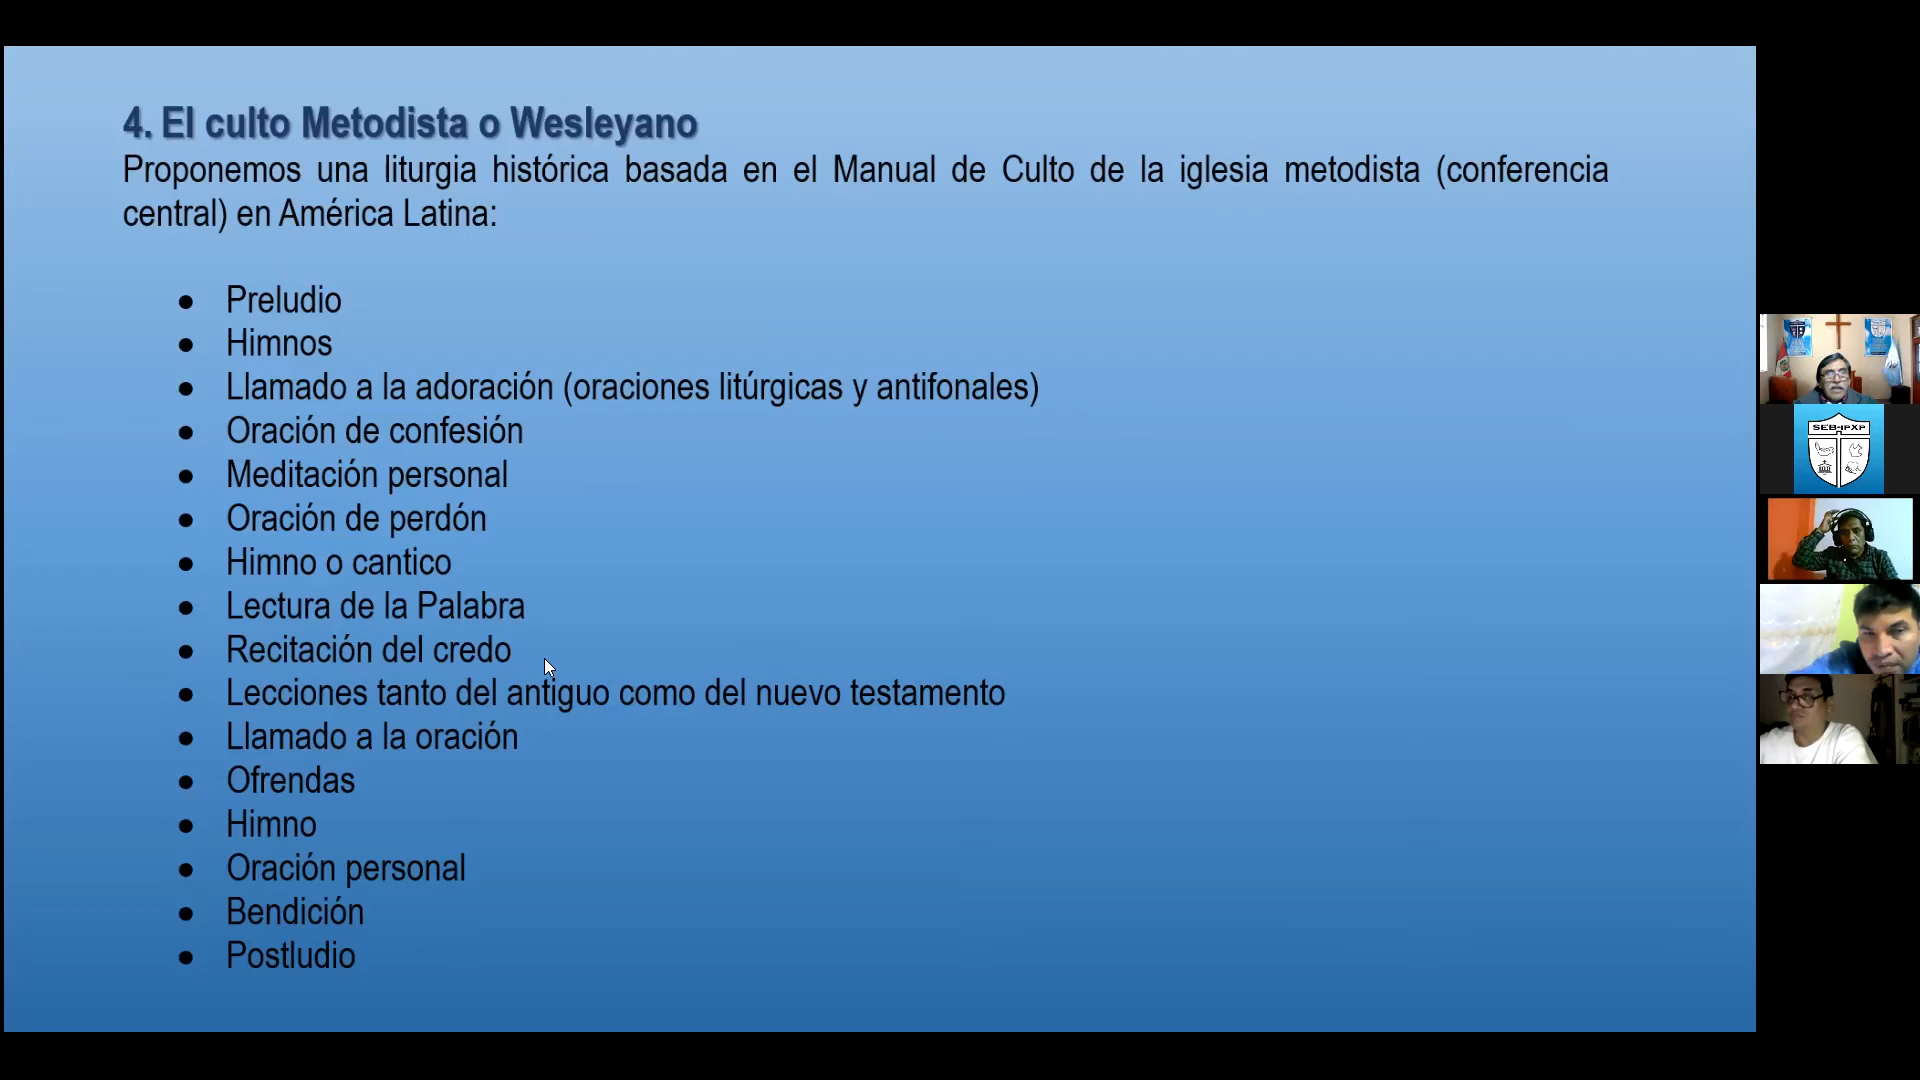 4. El culto Metodista o Wesleyano
Proponemos una liturgia histórica basada en el Manual de Culto de la iglesia metodista (conferencia
central) en América Latina:
● Preludio
● Himnos
● Llamado a la adoración (oraciones litúrgicas y antifonales)
● Oración de confesión
● Meditación personal
● Oración de perdón
● Himno o cantico
● Lectura de la Palabra
● Recitación del credo
● Lecciones tanto del antiguo como del nuevo testamento
● Llamado a la oración
● Ofrendas
● Himno
● Oración personal
● Bendición
● Postludio
SEB-IPXP